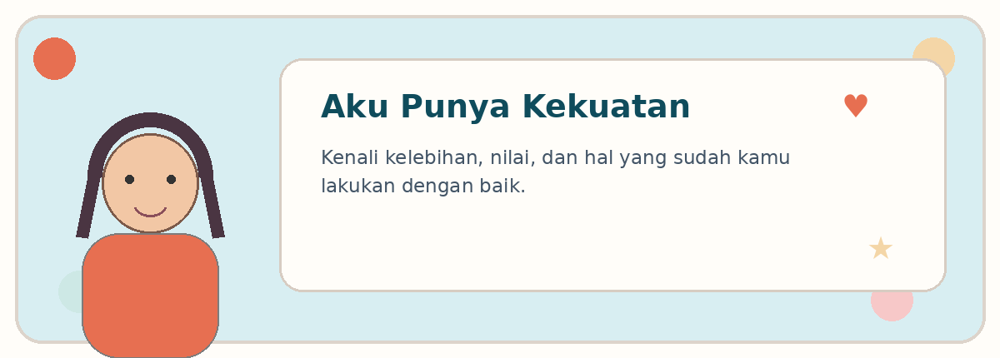 Aku Punya Kekuatan
Kenali kelebihan, nilai, dan hal yang sudah kamu
lakukan dengan baik.